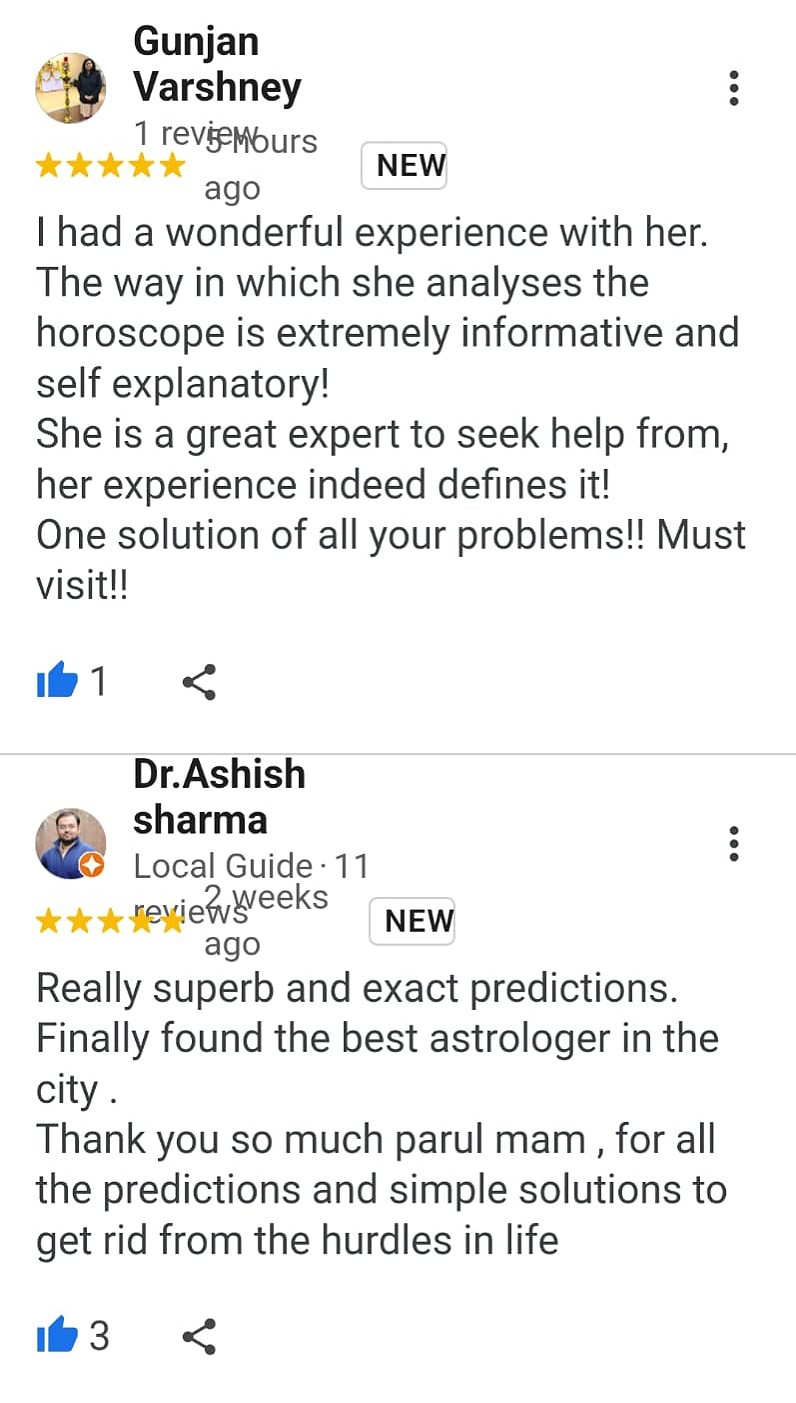 Gunjan
Varshney
1 review
5 hours
ago
NEW
I had a wonderful experience with her.
The way in which she analyses the
horoscope is extremely informative and
self explanatory!
She is a great expert to seek help from,
her experience indeed defines it!
One solution of all your problems!! Must
visit!!
1
Dr.Ashish
sharma
Local Guide · 11
reviews
2 weeks
ago
NEW
Really superb and exact predictions.
Finally found the best astrologer in the
city .
Thank you so much parul mam , for all
the predictions and simple solutions to
get rid from the hurdles in life
3